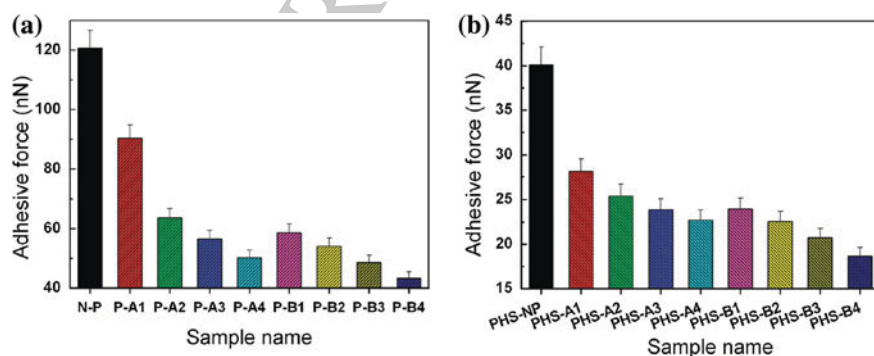 (a)
Adhesive force (nN)
120
100
80
60
40
N-P P-A1 P-A2 P-A3 P-A4 P-B1 P-B2 P-B3 P-B4
Sample name
(b)
Adhesive force (nN)
45
40
35
30
25
20
15
PHS-NP PHS-A1 PHS-A2 PHS-A3 PHS-A4 PHS-B1 PHS-B2 PHS-B3 PHS-B4
Sample name